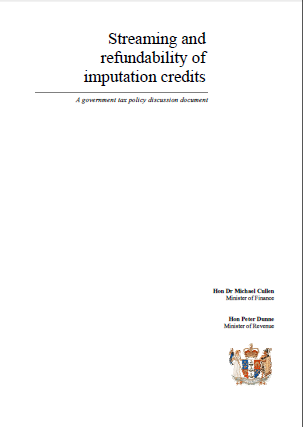 Streaming and
refundability of
imputation credits
A government tax policy discussion document
Hon Dr Michael Cullen
Minister of Finance
Hon Peter Dunne
Minister of Revenue